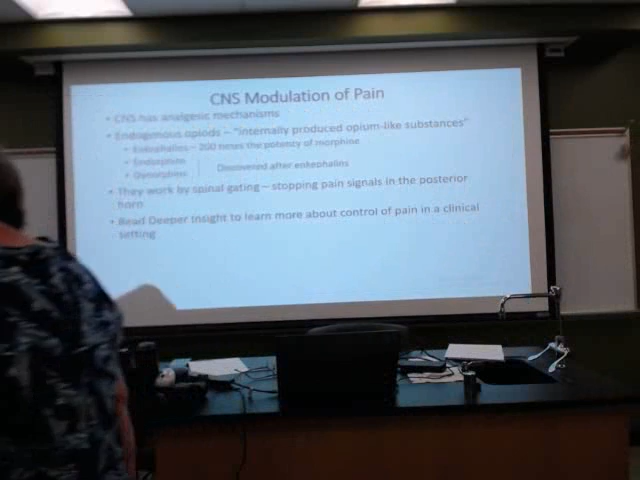 CNS Modulation of Pain
• CNS has analgesic mechanisms
• Endogenous opiods – "internally produced opium-like substances"
• Enkephalins – 200 times the potency of morphine
• Endorphins
Discovered after enkephalins
• Dynorphins
• They work by spinal gating – stopping pain signals in the posterior
horn
• Read Deeper Insight to learn more about control of pain in a clinical
setting